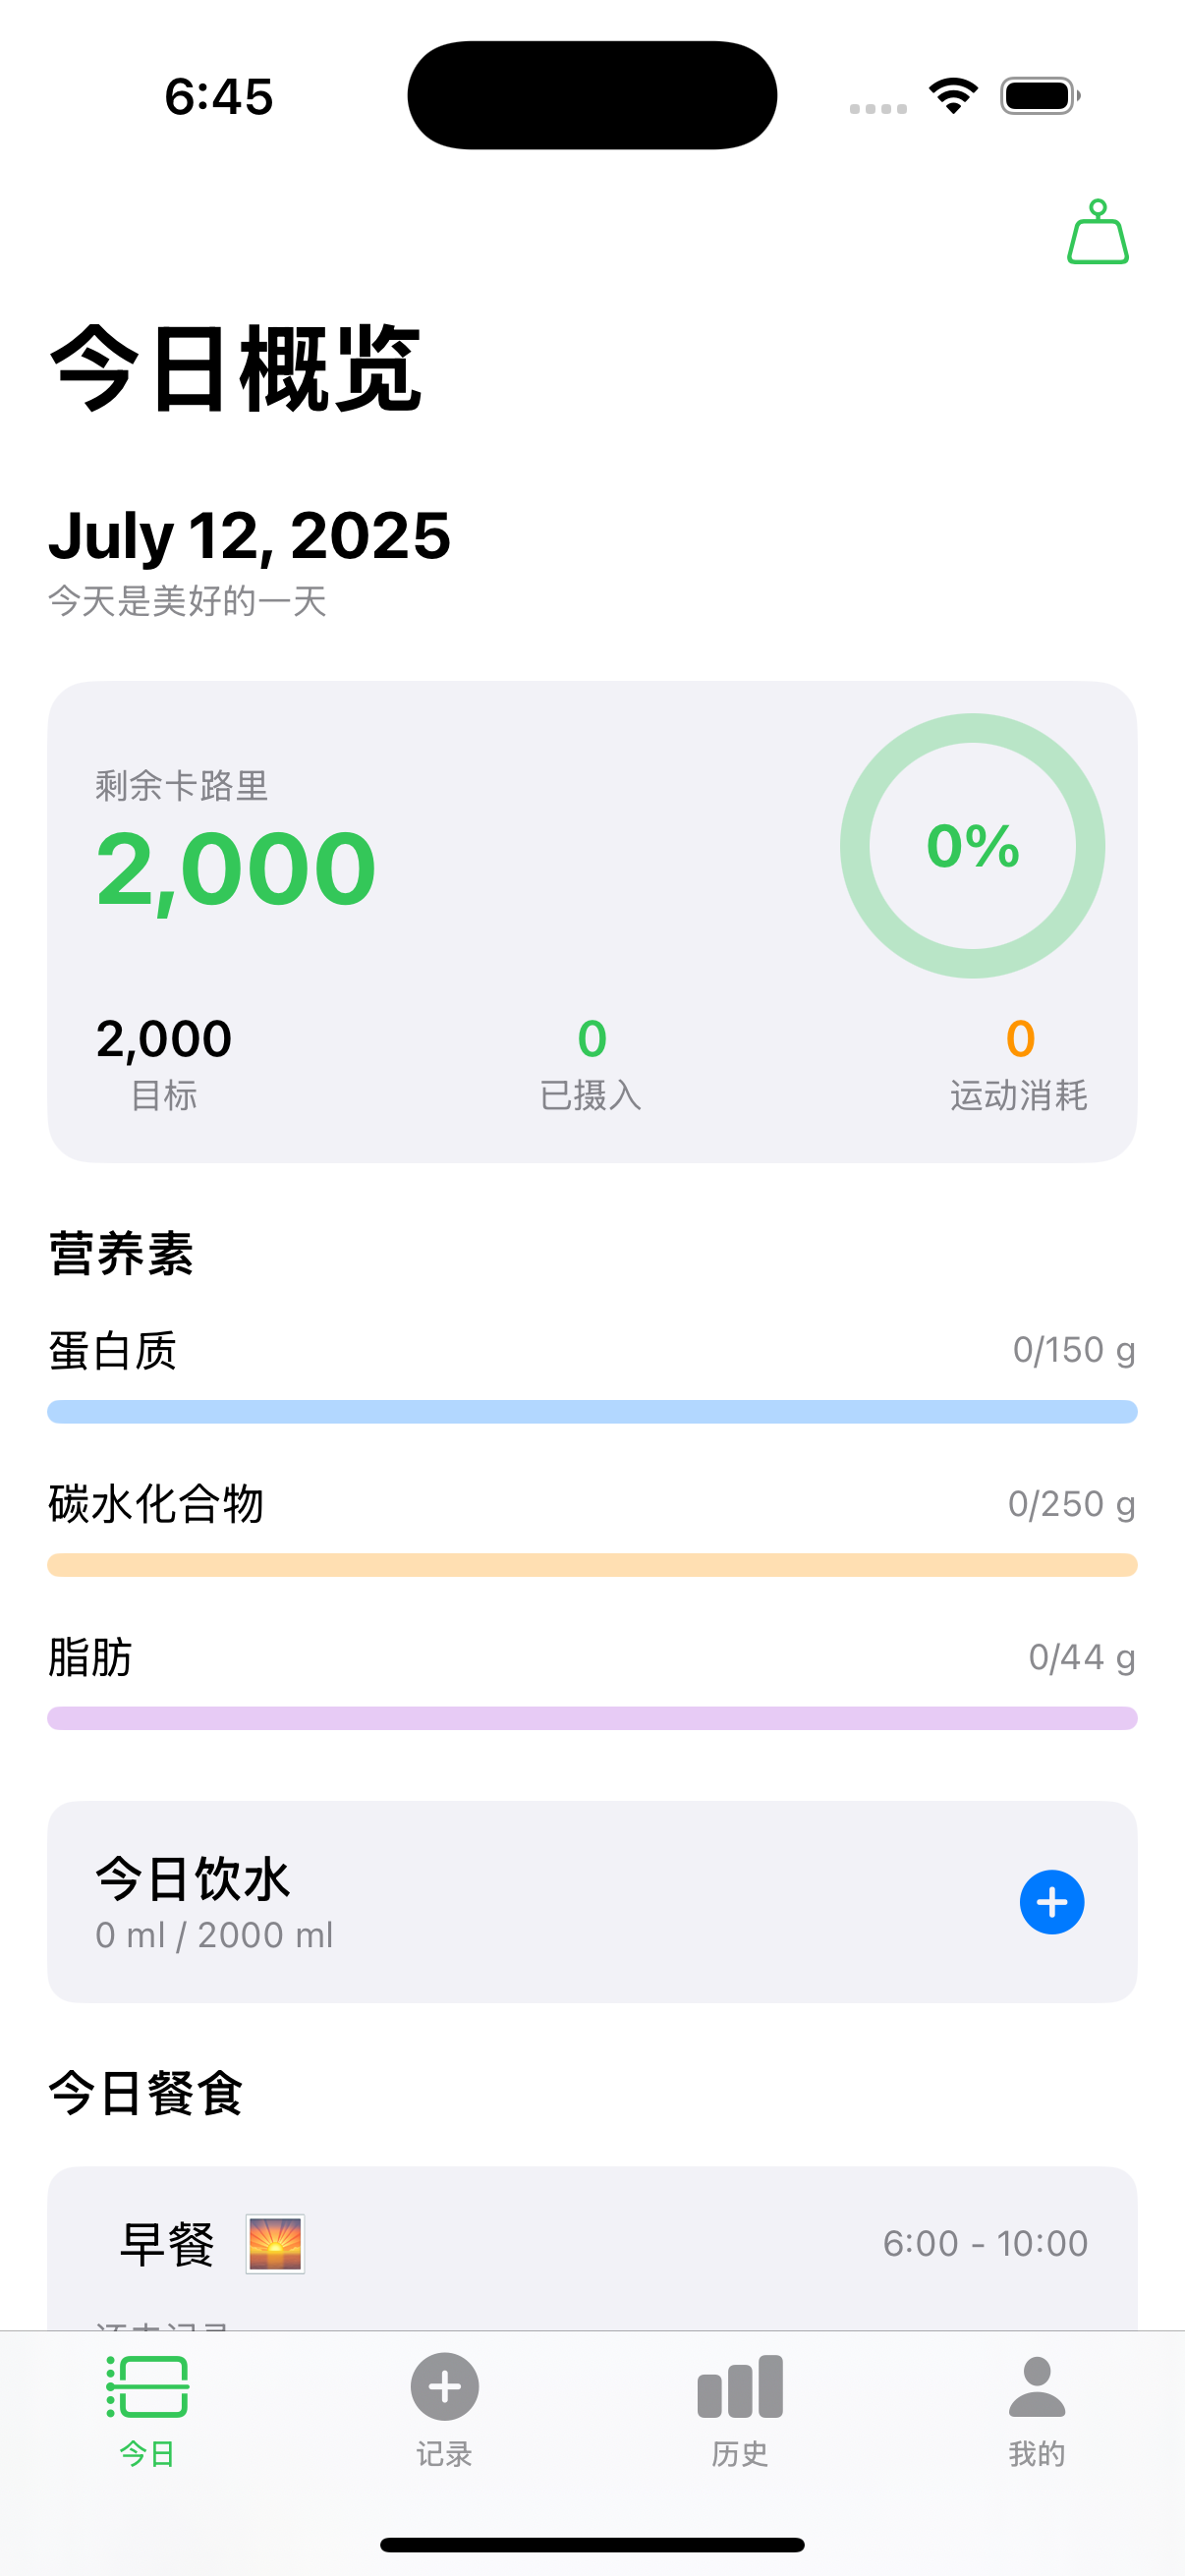 6:45
今日概览
July 12, 2025
今天是美好的一天
剩余卡路里
2,000
0%
2,000 0 0
目标 已摄入 运动消耗
营养素
蛋白质 0/150 g
碳水化合物 0/250 g
脂肪 0/44 g
今日饮水
0 ml / 2000 ml
今日餐食
早餐 6:00 - 10:00
今日 记录 历史 我的